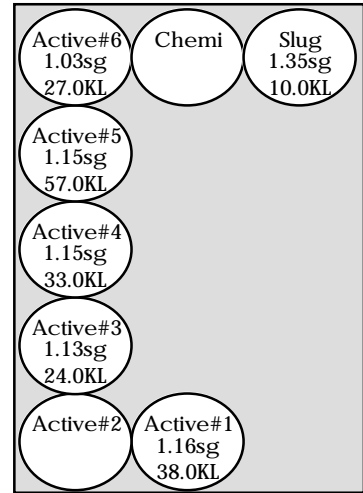 Active#6
1.03sg
27.0KL
Chemi
Slug
1.35sg
10.0KL
Active#5
1.15sg
57.0KL
Active#4
1.15sg
33.0KL
Active#3
1.13sg
24.0KL
Active#2
Active#1
1.16sg
38.0KL